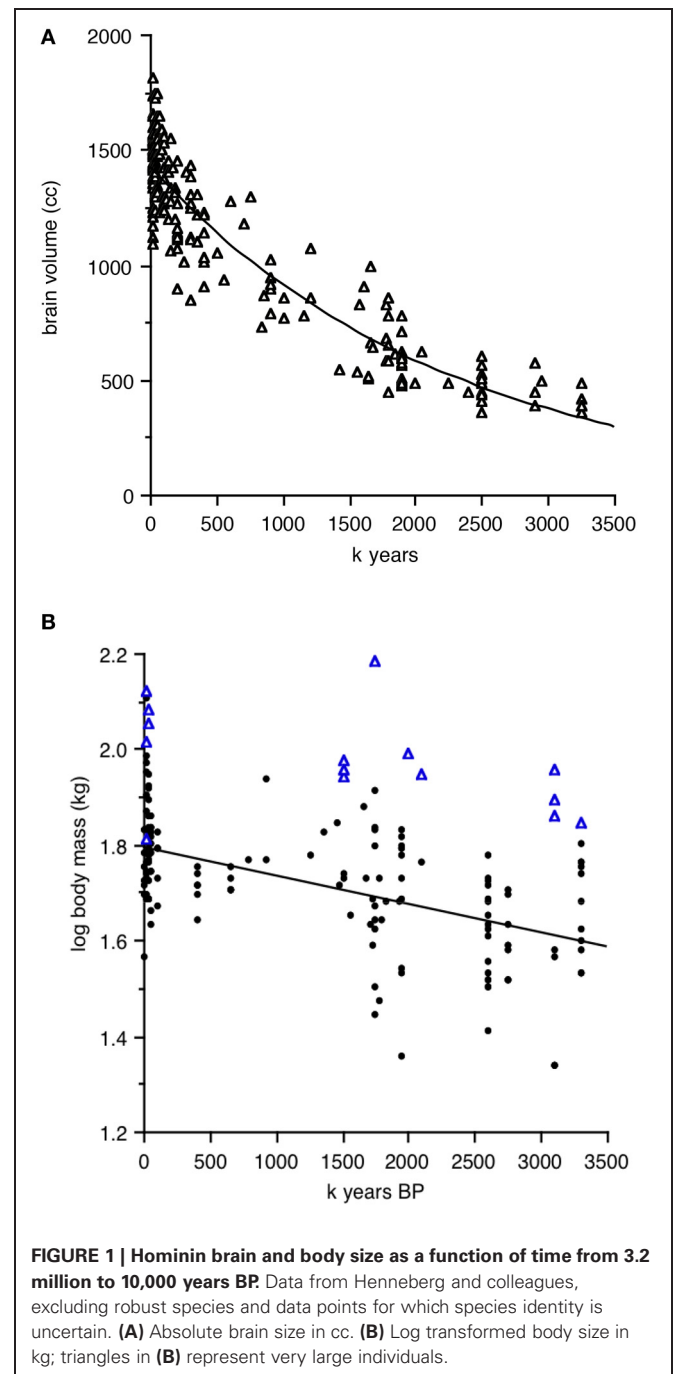 A
2000
1500
1000
500
0
brain volume (cc)
0 500 1000 1500 2000 2500 3000 3500
k years
B
2.2
2.0
1.8
1.6
1.4
1.2
log body mass (kg)
0 500 1000 1500 2000 2500 3000 3500
k years BP
FIGURE 1 | Hominin brain and body size as a function of time from 3.2
million to 10,000 years BP. Data from Henneberg and colleagues,
excluding robust species and data points for which species identity is
uncertain. (A) Absolute brain size in cc. (B) Log transformed body size in
kg; triangles in (B) represent very large individuals.